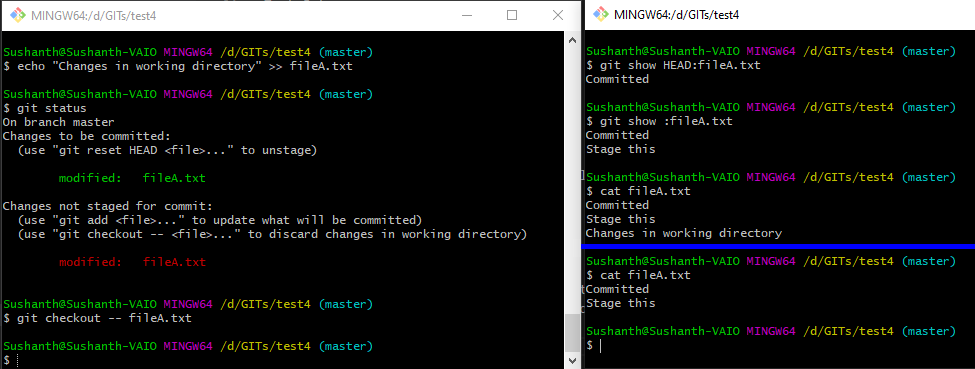 MINGW64:/d/GITs/test4
Sushanth@Sushanth-VAIO MINGW64 /d/GITs/test4 (master)
$ echo "Changes in working directory" >> fileA.txt
Sushanth@Sushanth-VAIO MINGW64 /d/GITs/test4 (master)
$ git status
On branch master
Changes to be committed:
(use "git reset HEAD <file>..." to unstage)
modified: fileA.txt
Changes not staged for commit:
(use "git add <file>..." to update what will be committed)
(use "git checkout -- <file>..." to discard changes in working directory)
modified: fileA.txt
Sushanth@Sushanth-VAIO MINGW64 /d/GITs/test4 (master)
$ git checkout -- fileA.txt
Sushanth@Sushanth-VAIO MINGW64 /d/GITs/test4 (master)
$
MINGW64:/d/GITs/test4
Sushanth@Sushanth-VAIO MINGW64 /d/GITs/test4 (master)
$ git show HEAD:fileA.txt
Committed
Sushanth@Sushanth-VAIO MINGW64 /d/GITs/test4 (master)
$ git show :fileA.txt
Committed
Stage this
Sushanth@Sushanth-VAIO MINGW64 /d/GITs/test4 (master)
$ cat fileA.txt
Committed
Stage this
Changes in working directory
Sushanth@Sushanth-VAIO MINGW64 /d/GITs/test4 (master)
$ cat fileA.txt
Committed
Stage this
Sushanth@Sushanth-VAIO MINGW64 /d/GITs/test4 (master)
$